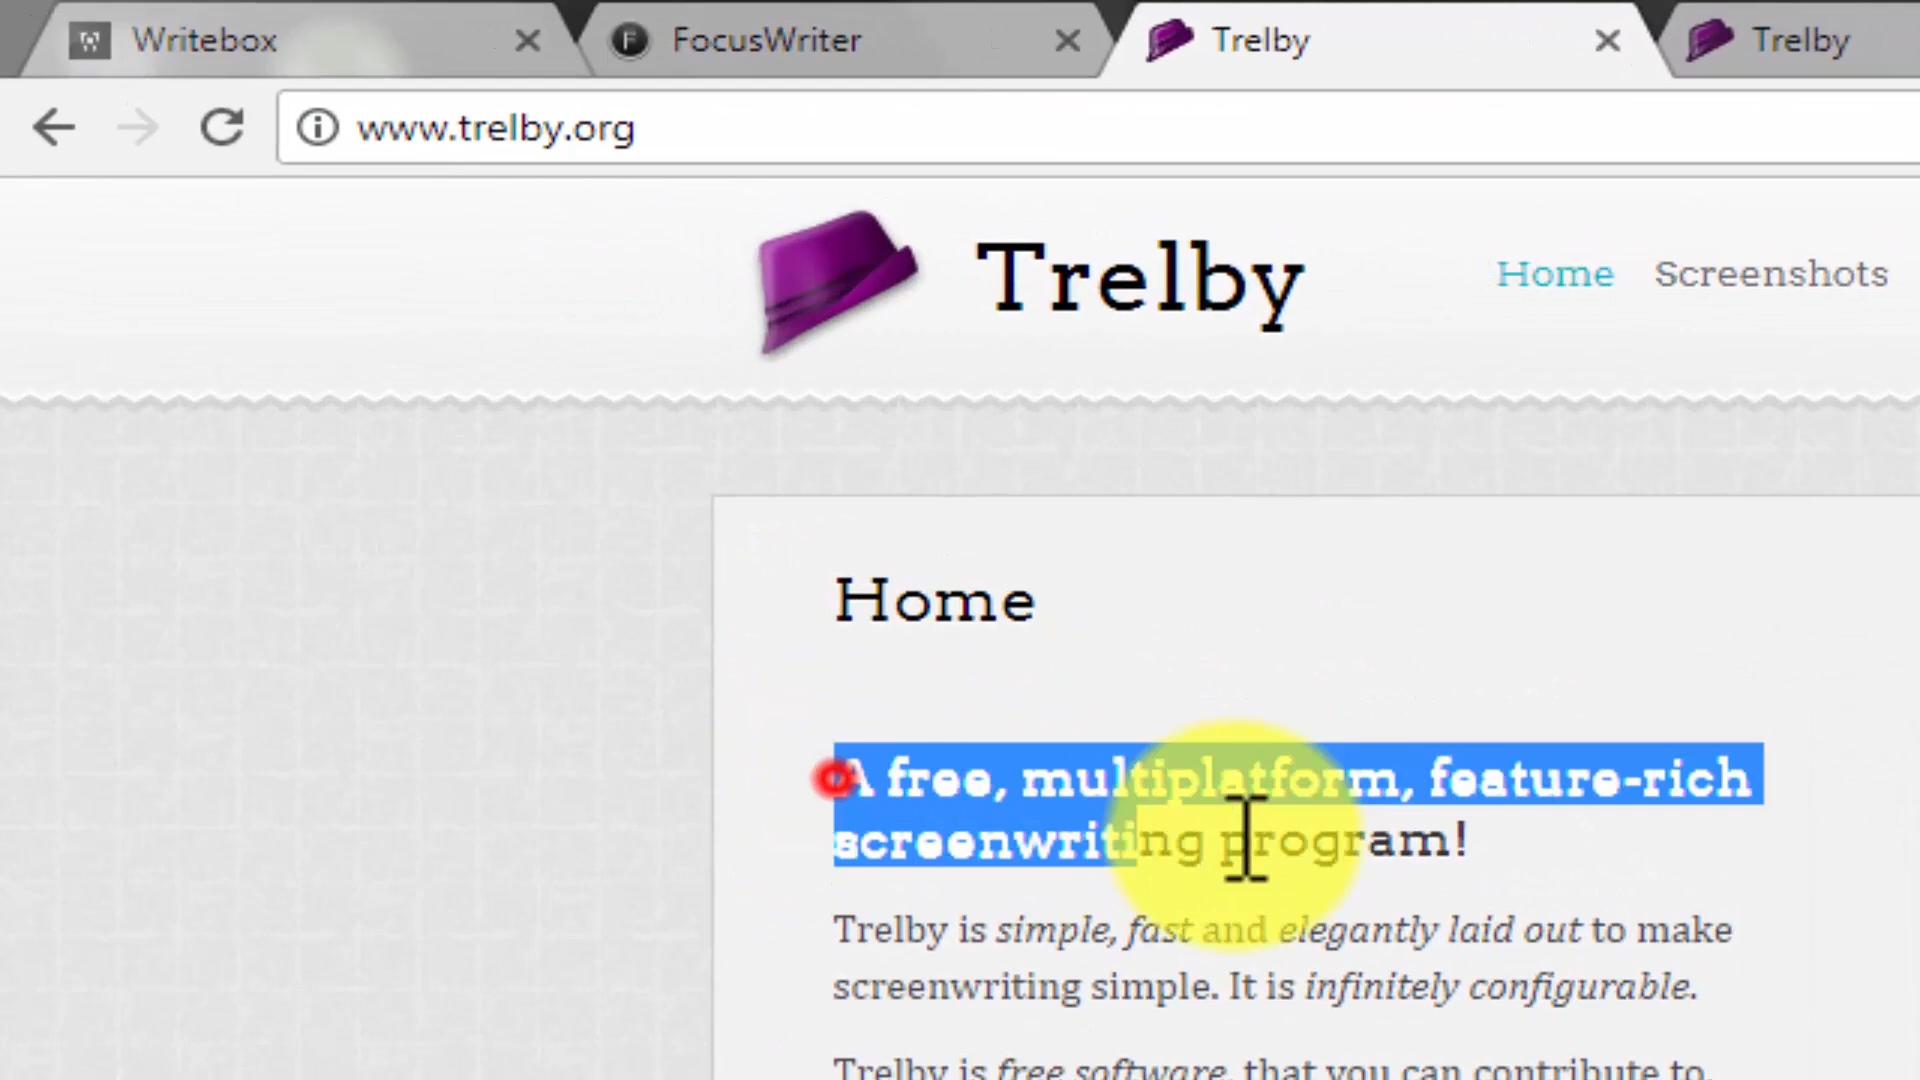 Writebox
FocusWriter
Trelby
Trelby
www.trelby.org
Trelby
Home
Screenshots
Home
A free, multiplatform, feature-rich
screenwriting program!
Trelby is simple, fast and elegantly laid out to make
screenwriting simple. It is infinitely configurable.
Trelby is free software, that you can contribute to.